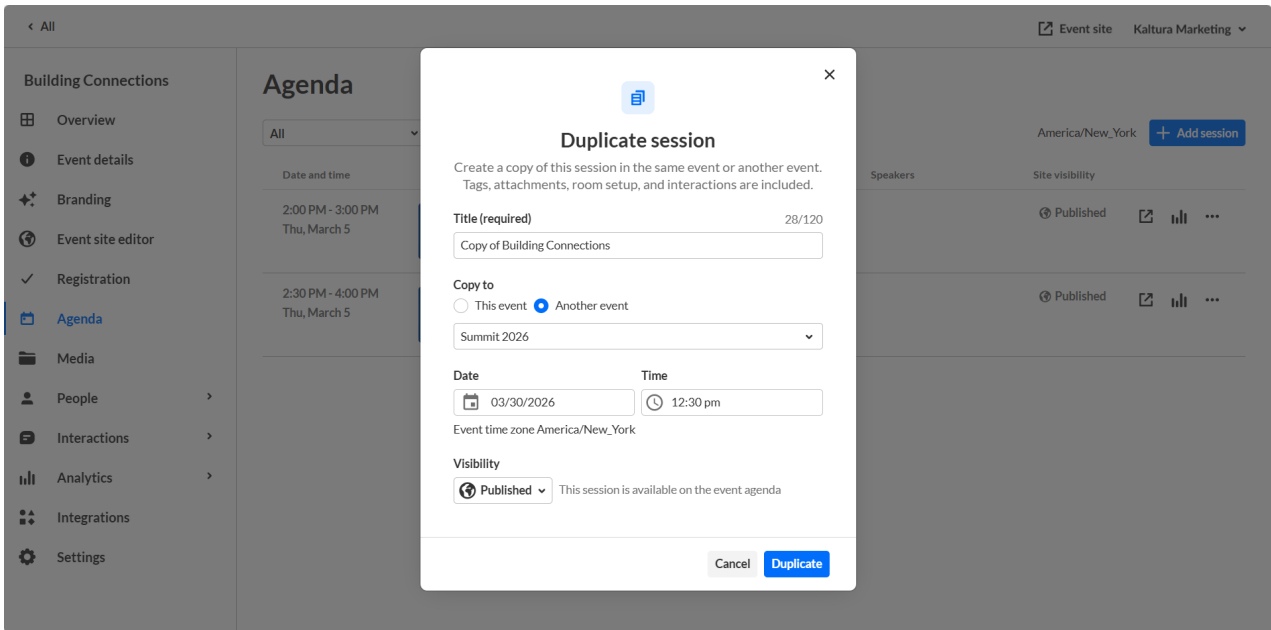 All
Event site
Kaltura Marketing
Building Connections
Overview
Event details
Branding
Event site editor
Registration
Agenda
Media
People
Interactions
Analytics
Integrations
Settings
Agenda
All
America/New_York
+ Add session
Date and time
Speakers
Site visibility
2:00 PM - 3:00 PM
Thu, March 5
Published
2:30 PM - 4:00 PM
Thu, March 5
Published
Duplicate session
Create a copy of this session in the same event or another event.
Tags, attachments, room setup, and interactions are included.
Title (required)
28/120
Copy of Building Connections
Copy to
This event
Another event
Summit 2026
Date
Time
03/30/2026
12:30 pm
Event time zone America/New_York
Visibility
Published
This session is available on the event agenda
Cancel
Duplicate